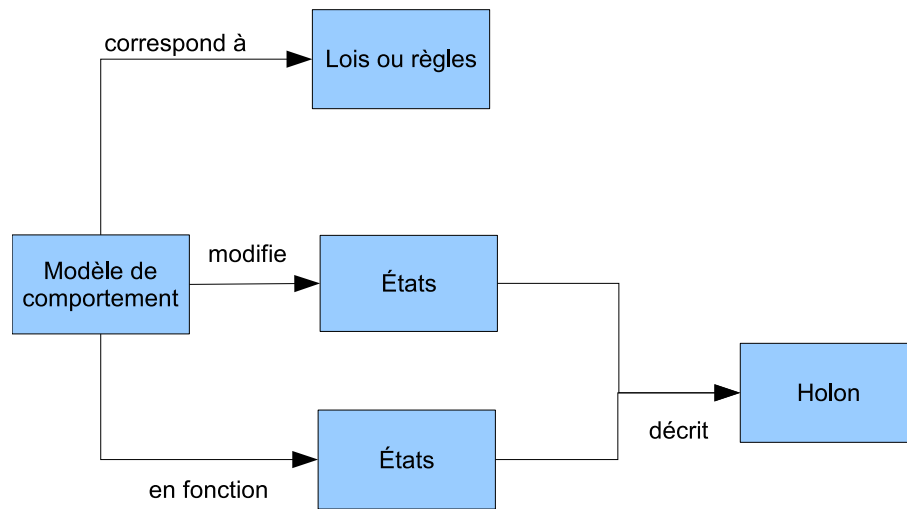 correspond à
Lois ou règles
modifie
Modèle de
comportement
États
Holon
décrit
États
en fonction